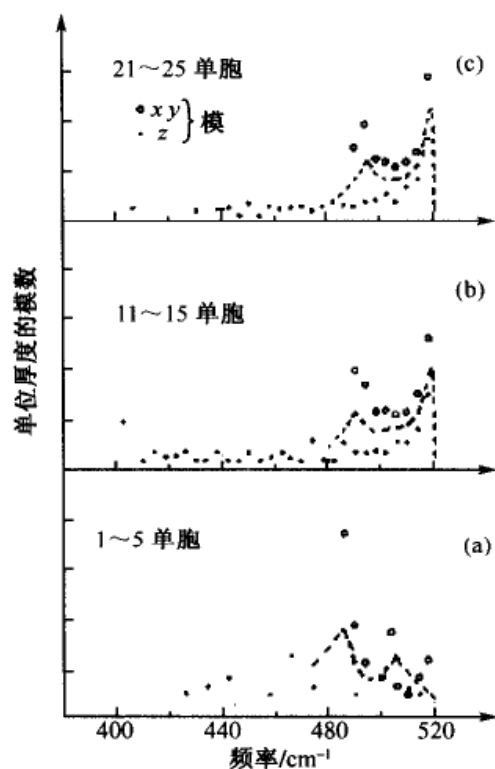 21～25 单胞
(c)
xy
z
模
11～15 单胞
(b)
单位厚度的模数
1～5 单胞
(a)
400 440 480 520
频率/cm⁻¹